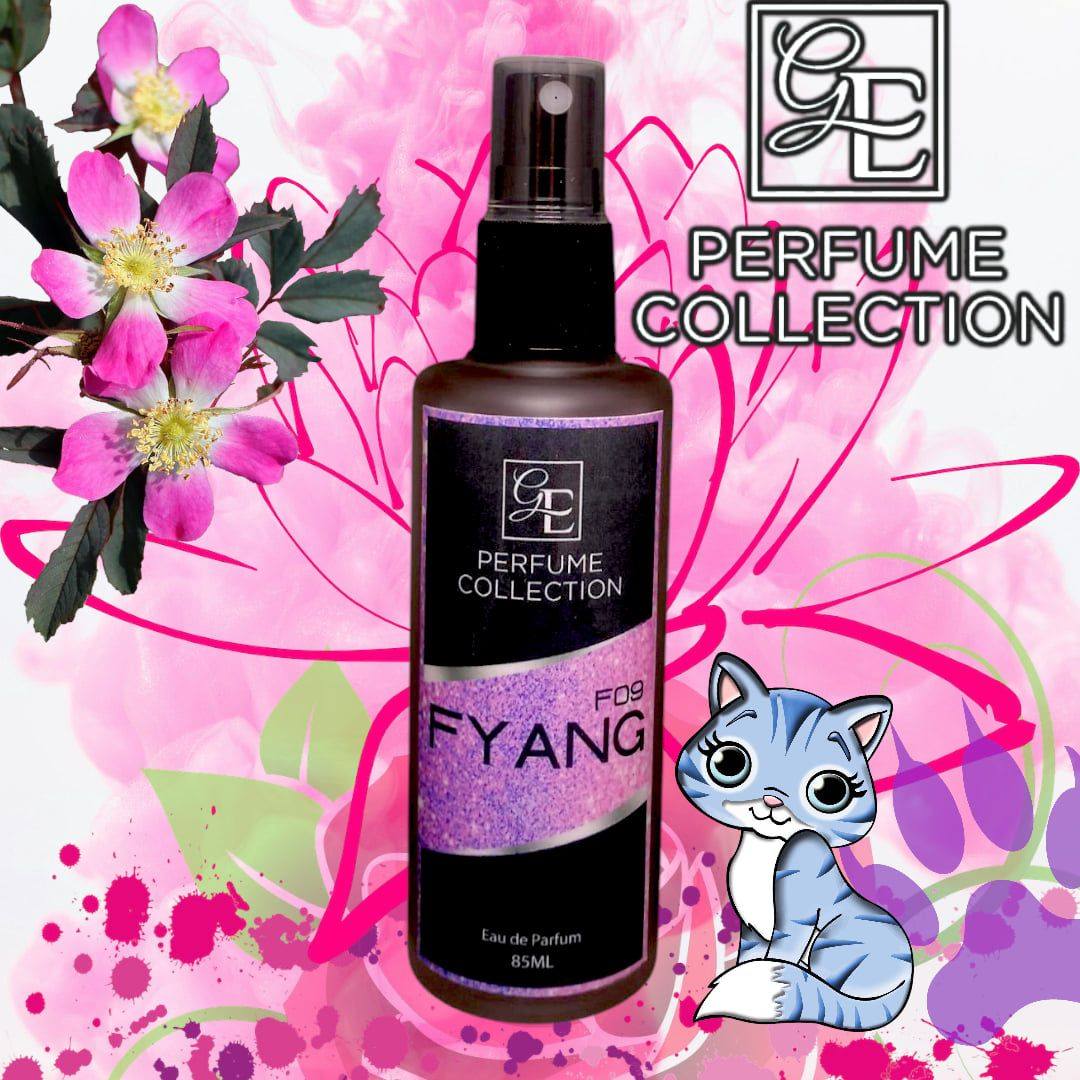 GE
PERFUME
COLLECTION
GE
PERFUME
COLLECTION
F09
FYANG
Eau de Parfum
85ML